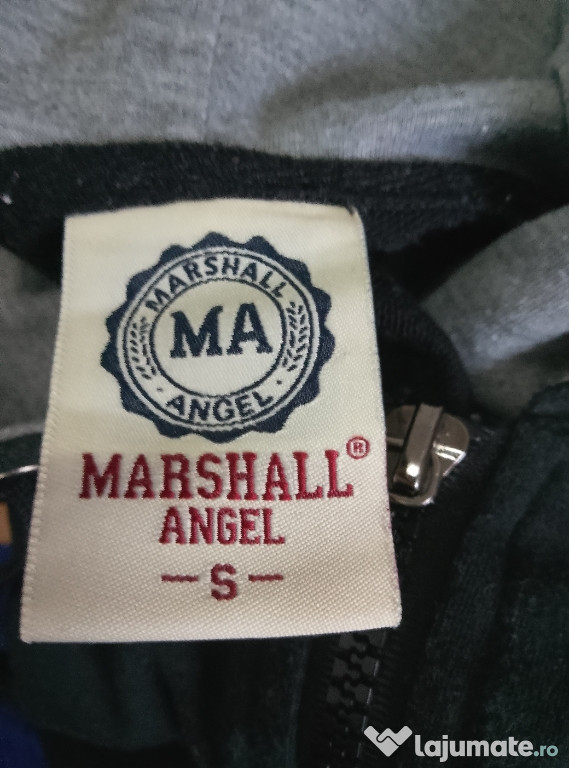 MARSHALL
MA
ANGEL
MARSHALL®
ANGEL
— S —
lajumate.ro